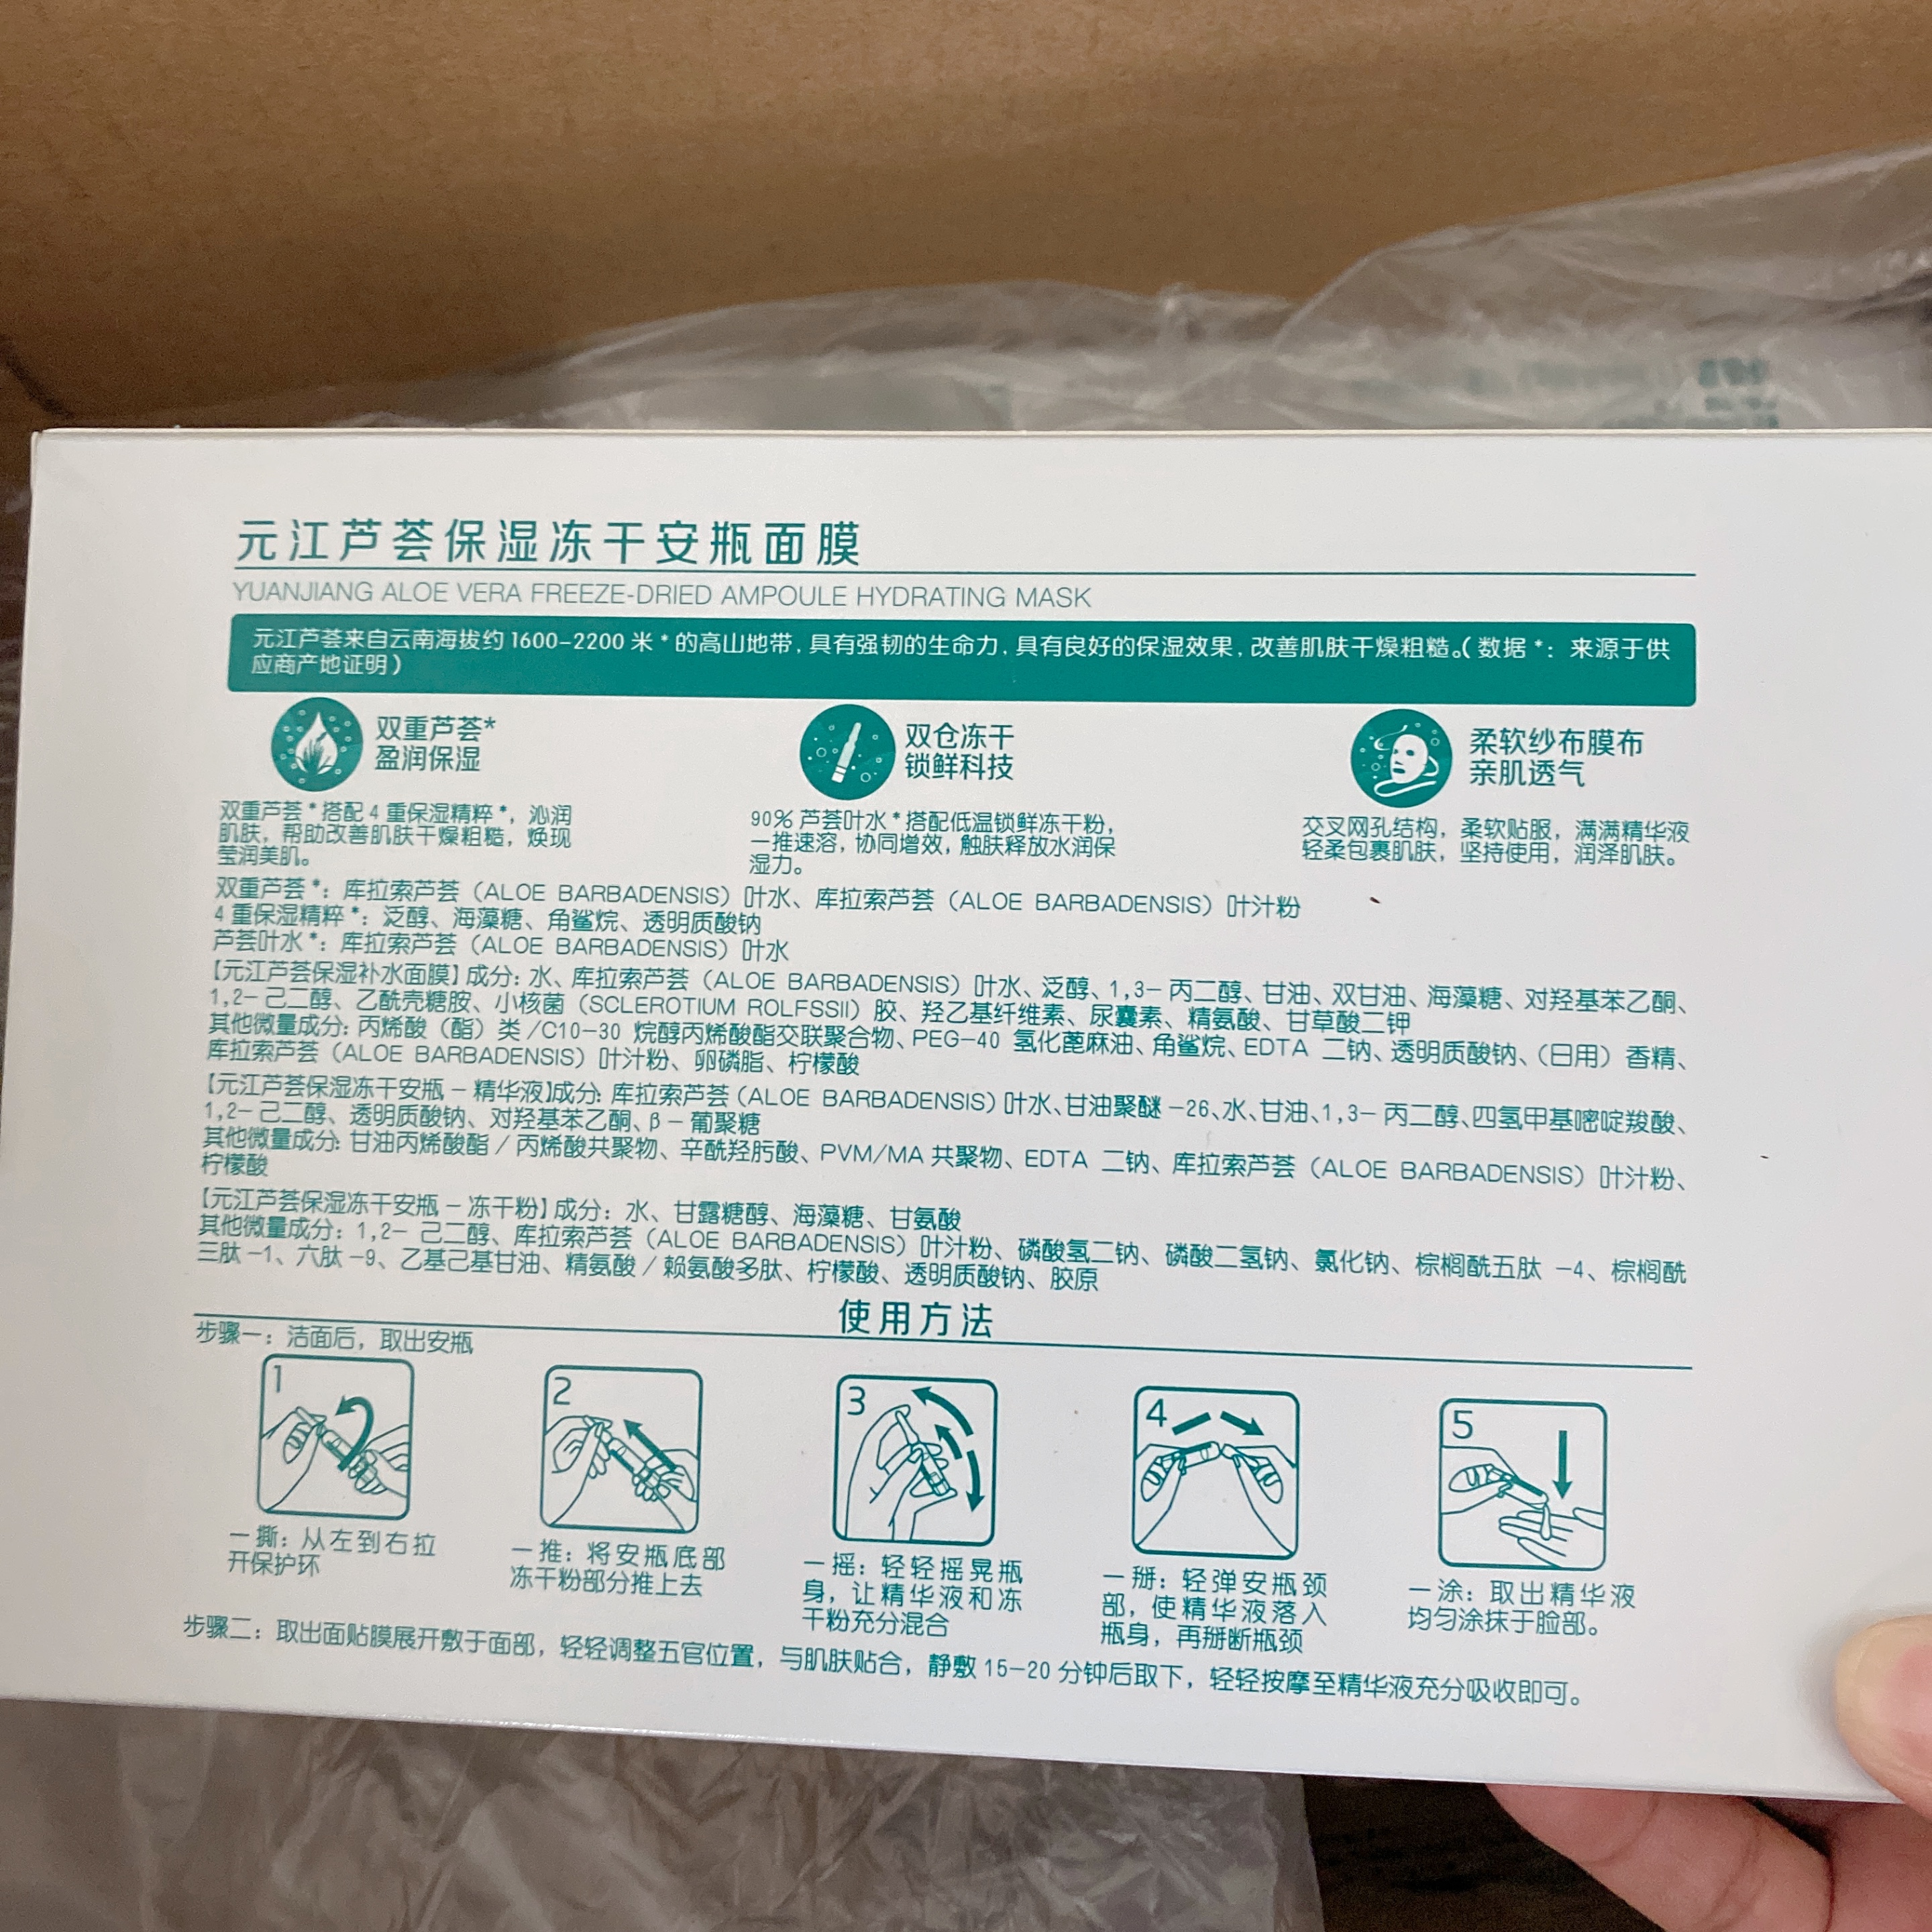 元江芦荟保湿冻干安瓶面膜
YUANJIANG ALOE VERA FREEZE-DRIED AMPOULE HYDRATING MASK
元江芦荟来自云南海拔约1600-2200米*的高山地带，具有强韧的生命力，具有良好的保湿效果，改善肌肤干燥粗糙。(数据*：来源于供
应商产地证明)
双重芦荟*
盈润保湿
双重芦荟*搭配4重保湿精粹*，沁润
肌肤，帮助改善肌肤干燥粗糙，焕现
莹润美肌。
双仓冻干
锁鲜科技
90%芦荟叶水*搭配低温锁鲜冻干粉，
一推速溶，协同增效，触肤释放水润保
湿力。
柔软纱布膜布
亲肌透气
交叉网孔结构，柔软贴服，满满精华液
轻柔包裹肌肤，坚持使用，润泽肌肤。
双重芦荟*：库拉索芦荟（ALOE BARBADENSIS）叶水、库拉索芦荟（ALOE BARBADENSIS）叶汁粉
4重保湿精粹*：泛醇、海藻糖、角鲨烷、透明质酸钠
芦荟叶水*：库拉索芦荟（ALOE BARBADENSIS）叶水
【元江芦荟保湿补水面膜】成分：水、库拉索芦荟（ALOE BARBADENSIS）叶水、泛醇、1,3-丙二醇、甘油、双甘油、海藻糖、对羟基苯乙酮、
1,2-己二醇、乙酰壳糖胺、小核菌（SCLEROTIUM ROLFSSII）胶、羟乙基纤维素、尿囊素、精氨酸、甘草酸二钾
其他微量成分：丙烯酸（酯）类/C10-30烷醇丙烯酸酯交联聚合物、PEG-40氢化蓖麻油、角鲨烷、EDTA二钠、透明质酸钠、（日用）香精、
库拉索芦荟（ALOE BARBADENSIS）叶汁粉、卵磷脂、柠檬酸
【元江芦荟保湿冻干安瓶-精华液】成分：库拉索芦荟（ALOE BARBADENSIS）叶水、甘油聚醚-26、水、甘油、1,3-丙二醇、四氢甲基嘧啶羧酸、
1,2-己二醇、透明质酸钠、对羟基苯乙酮、β-葡聚糖
其他微量成分：甘油丙烯酸酯/丙烯酸共聚物、辛酰羟肟酸、PVM/MA共聚物、EDTA二钠、库拉索芦荟（ALOE BARBADENSIS）叶汁粉、
柠檬酸
【元江芦荟保湿冻干安瓶-冻干粉】成分：水、甘露糖醇、海藻糖、甘氨酸
其他微量成分：1,2-己二醇、库拉索芦荟（ALOE BARBADENSIS）叶汁粉、磷酸氢二钠、磷酸二氢钠、氯化钠、棕榈酰五肽-4、棕榈酰
三肽-1、六肽-9、乙基己基甘油、精氨酸/赖氨酸多肽、柠檬酸、透明质酸钠、胶原
使用方法
步骤一：洁面后，取出安瓶
1
一撕：从左到右拉
开保护环
2
一推：将安瓶底部
冻干粉部分推上去
3
一摇：轻轻摇晃瓶
身，让精华液和冻
干粉充分混合
4
一掰：轻弹安瓶颈
部，使精华液落入
瓶身，再掰断瓶颈
5
一涂：取出精华液
均匀涂抹于脸部。
步骤二：取出面贴膜展开敷于面部，轻轻调整五官位置，与肌肤贴合，静敷15-20分钟后取下，轻轻按摩至精华液充分吸收即可。